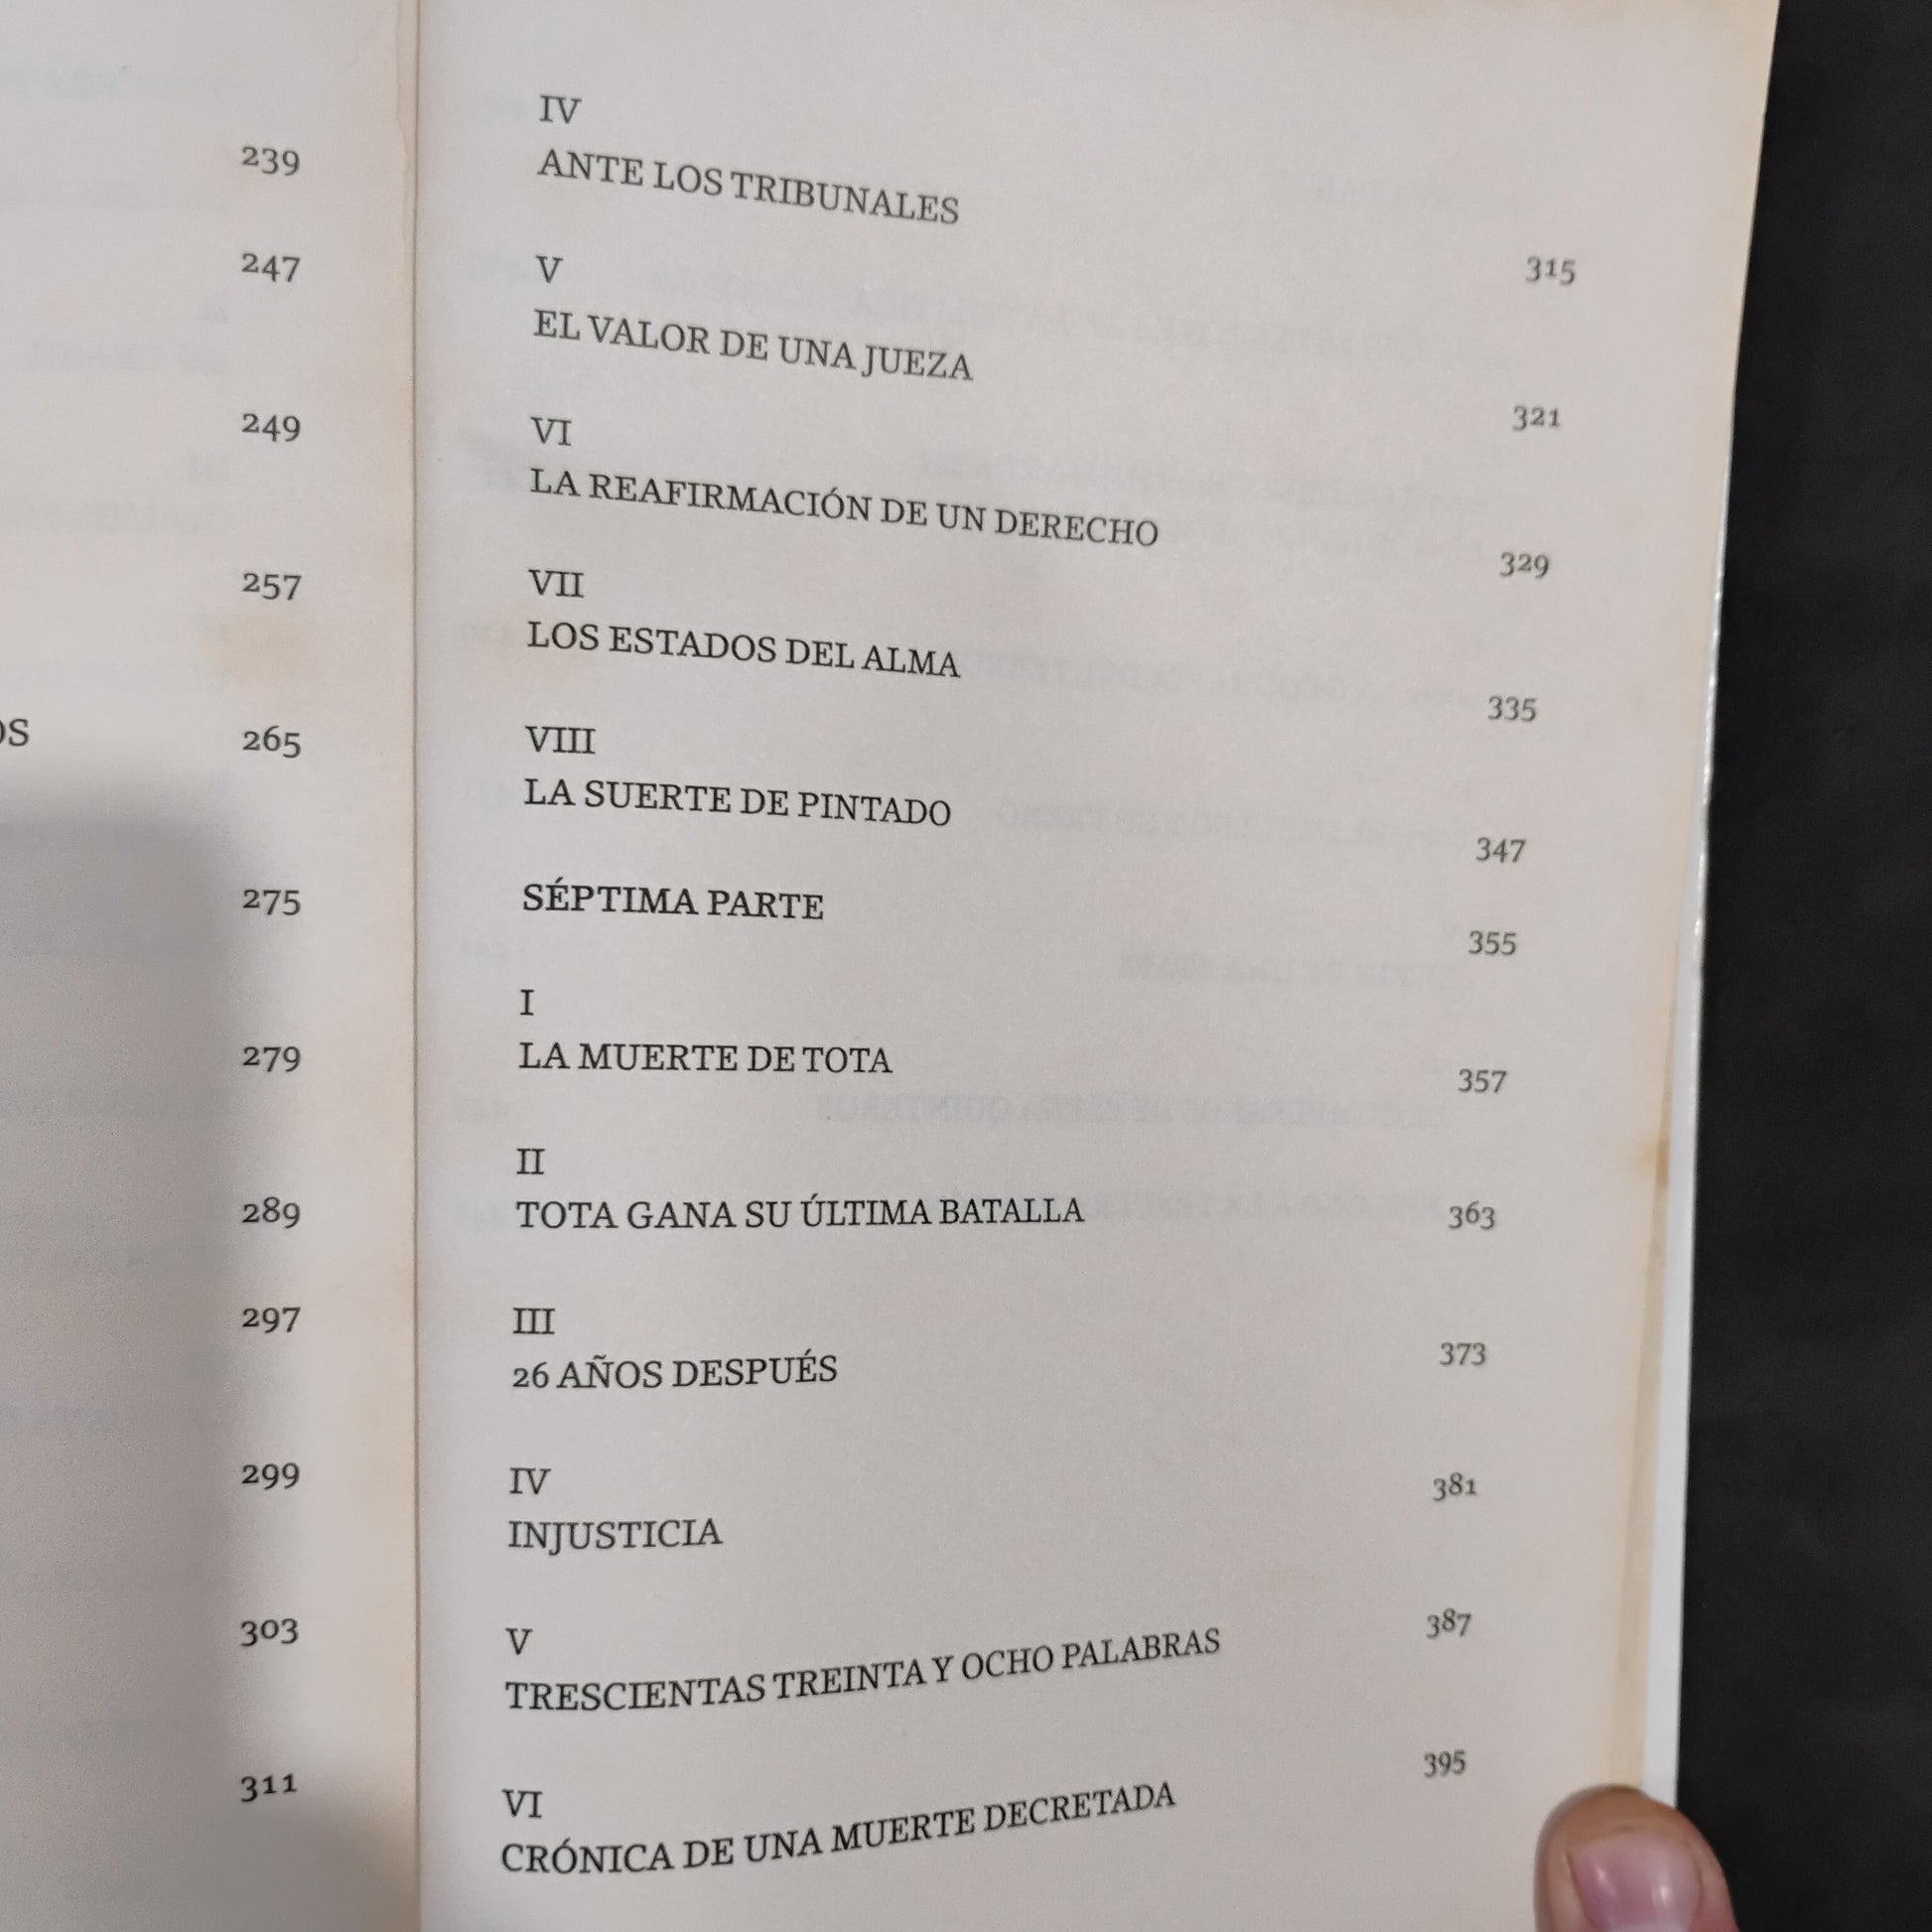 239
247
249
257
OS 265
275
279
289
297
299
303
311
IV
ANTE LOS TRIBUNALES 315
V
EL VALOR DE UNA JUEZA 321
VI
LA REAFIRMACIÓN DE UN DERECHO 329
VII
LOS ESTADOS DEL ALMA 335
VIII
LA SUERTE DE PINTADO 347
SÉPTIMA PARTE 355
I
LA MUERTE DE TOTA 357
II
TOTA GANA SU ÚLTIMA BATALLA 363
III
26 AÑOS DESPUÉS 373
IV
INJUSTICIA 381
V
TRESCIENTAS TREINTA Y OCHO PALABRAS 387
VI
CRÓNICA DE UNA MUERTE DECRETADA 395